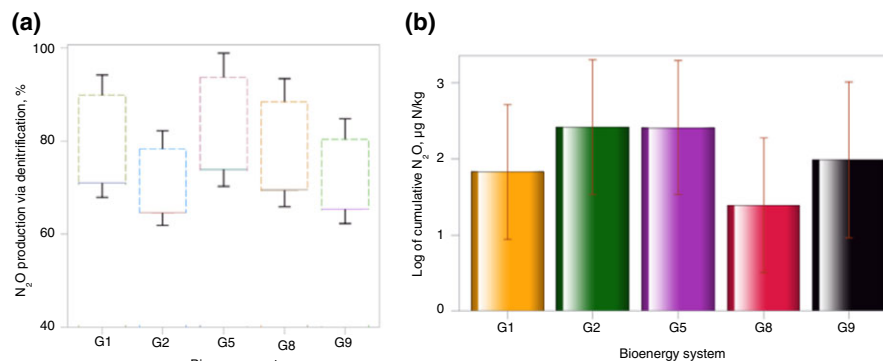 (a)
N2O production via denitrification, %
100
80
60
40
G1 G2 G5 G8 G9
(b)
Log of cumulative N2O, µg N/kg
3
2
1
0
G1 G2 G5 G8 G9
Bioenergy system